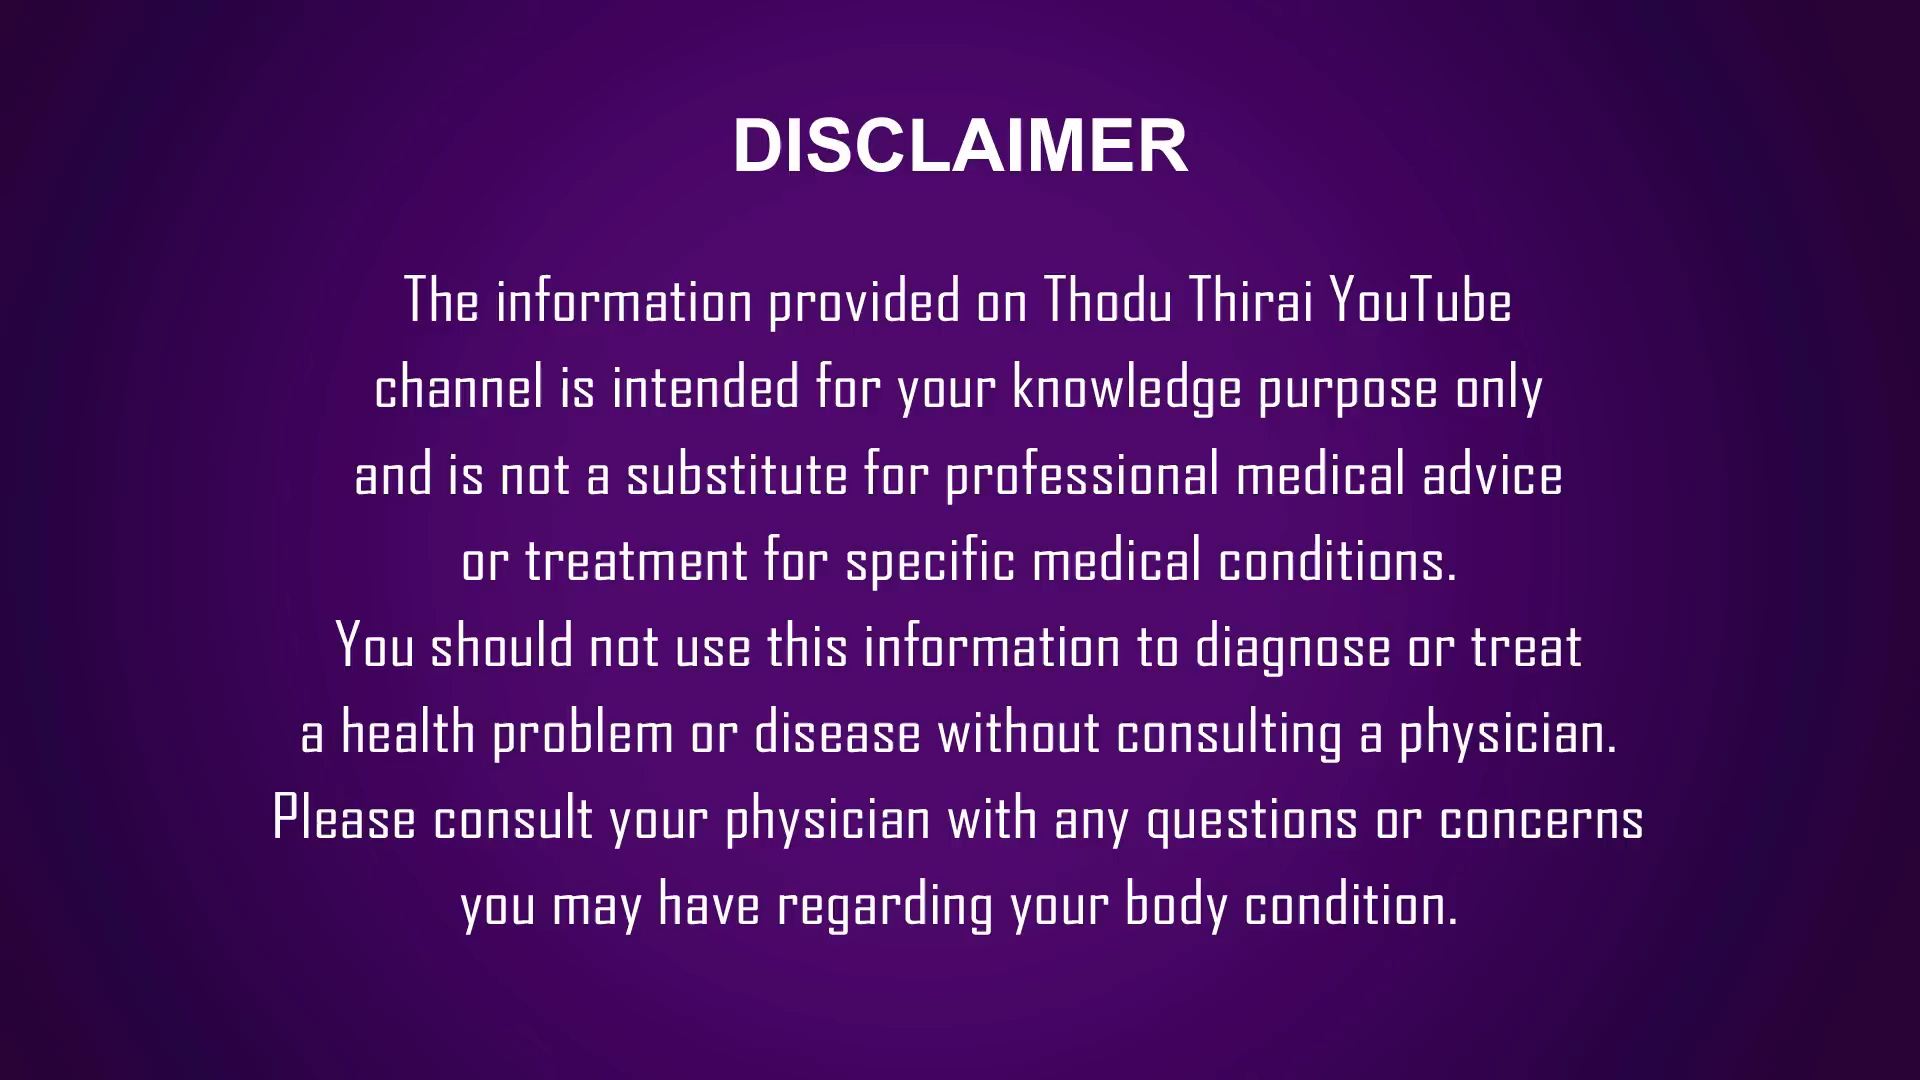 DISCLAIMER
The information provided on Thodu Thirai YouTube
channel is intended for your knowledge purpose only
and is not a substitute for professional medical advice
or treatment for specific medical conditions.
You should not use this information to diagnose or treat
a health problem or disease without consulting a physician.
Please consult your physician with any questions or concerns
you may have regarding your body condition.